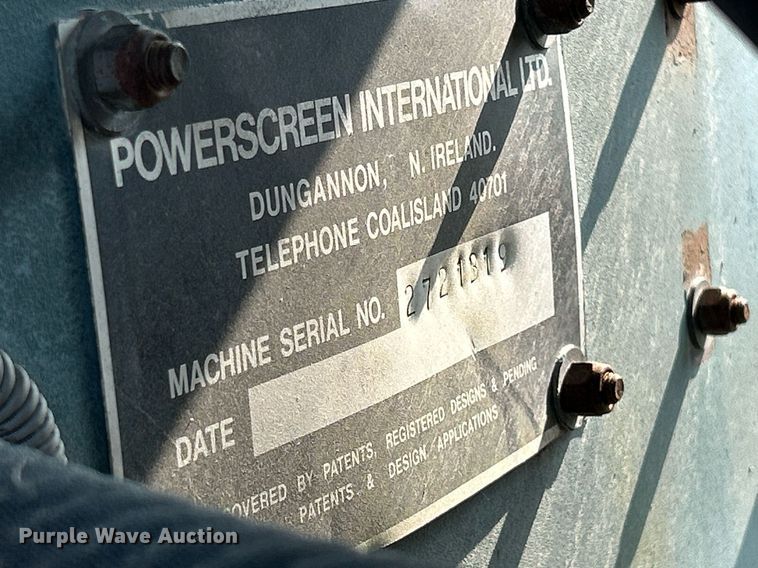 POWERSCREEN INTERNATIONAL LTD.
DUNGANNON, N. IRELAND.
TELEPHONE COALISLAND 40701
MACHINE SERIAL NO. 2721319
DATE
COVERED BY PATENTS, REGISTERED DESIGNS & PENDING
PATENTS & DESIGN APPLICATIONS
Purple Wave Auction